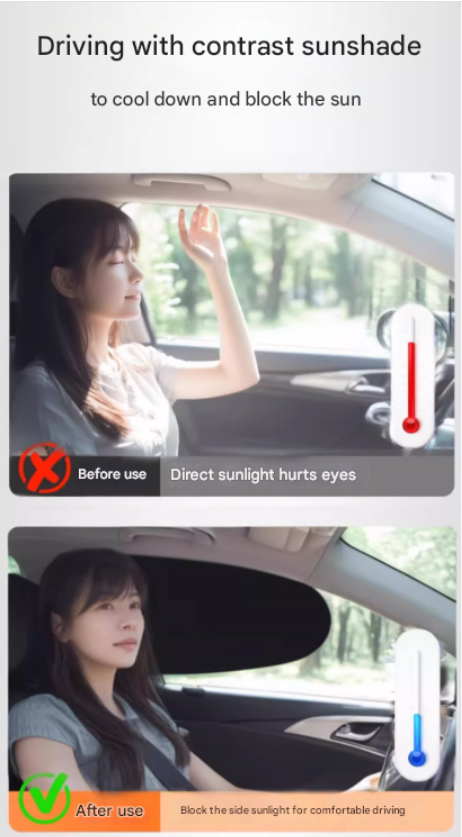 Driving with contrast sunshade
to cool down and block the sun
Before use
Direct sunlight hurts eyes
After use
Block the side sunlight for comfortable driving